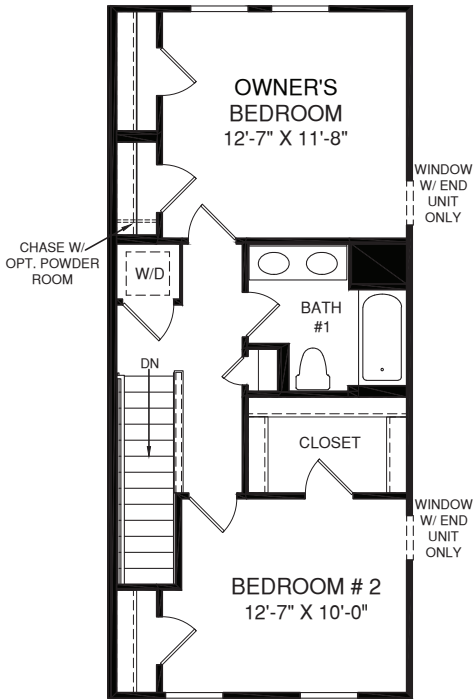 OWNER'S
BEDROOM
12'-7" X 11'-8"
WINDOW
W/ END
UNIT
ONLY
CHASE W/
OPT. POWDER
ROOM
W/D
BATH
#1
DN
CLOSET
WINDOW
W/ END
UNIT
ONLY
BEDROOM # 2
12'-7" X 10'-0"